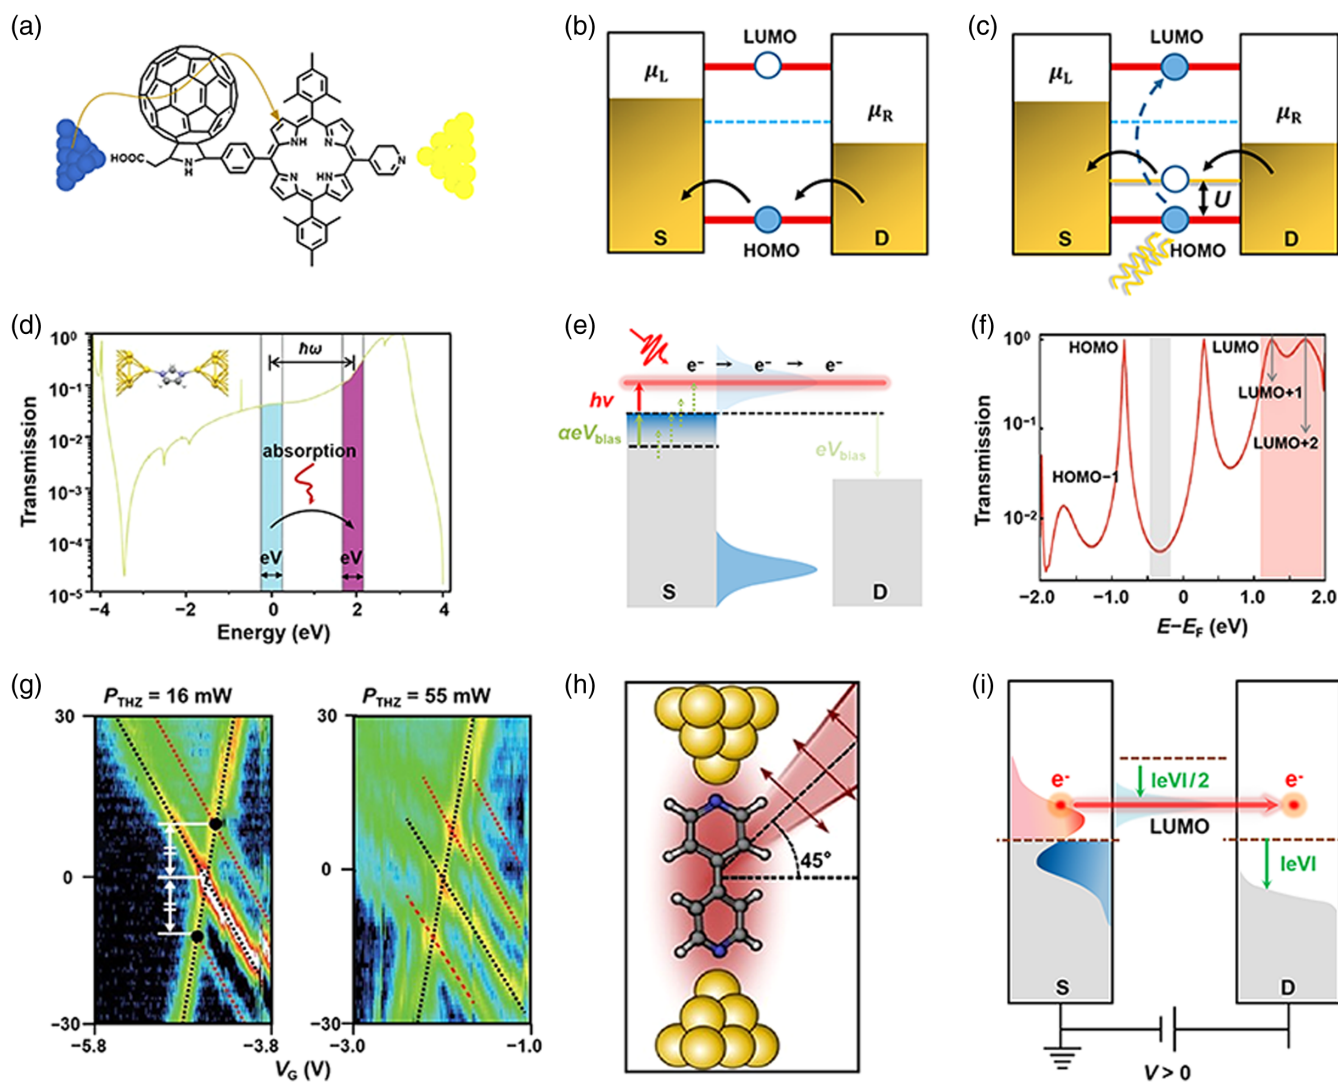 (a)
HOOC
N
H
NH
N
N
HN
N
(b)
LUMO
μL
μR
S
HOMO
D
(c)
LUMO
μL
μR
U
S
HOMO
D
(d)
10⁰
10⁻¹
10⁻²
10⁻³
10⁻⁴
10⁻⁵
Transmission
ħω
absorption
eV
eV
−4
−2
0
2
4
Energy (eV)
(e)
e⁻
e⁻
e⁻
hν
αeVbias
eVbias
S
D
(f)
10⁰
10⁻¹
10⁻²
Transmission
HOMO
LUMO
LUMO+1
LUMO+2
HOMO−1
−2.0
−1.0
0
1.0
2.0
E−EF (eV)
(g)
PTHZ = 16 mW
PTHZ = 55 mW
30
0
−30
−5.8
−3.8
30
0
−30
−3.0
−1.0
VG (V)
(h)
45°
(i)
e-
IeVI/2
e-
LUMO
IeVI
S
D
V > 0